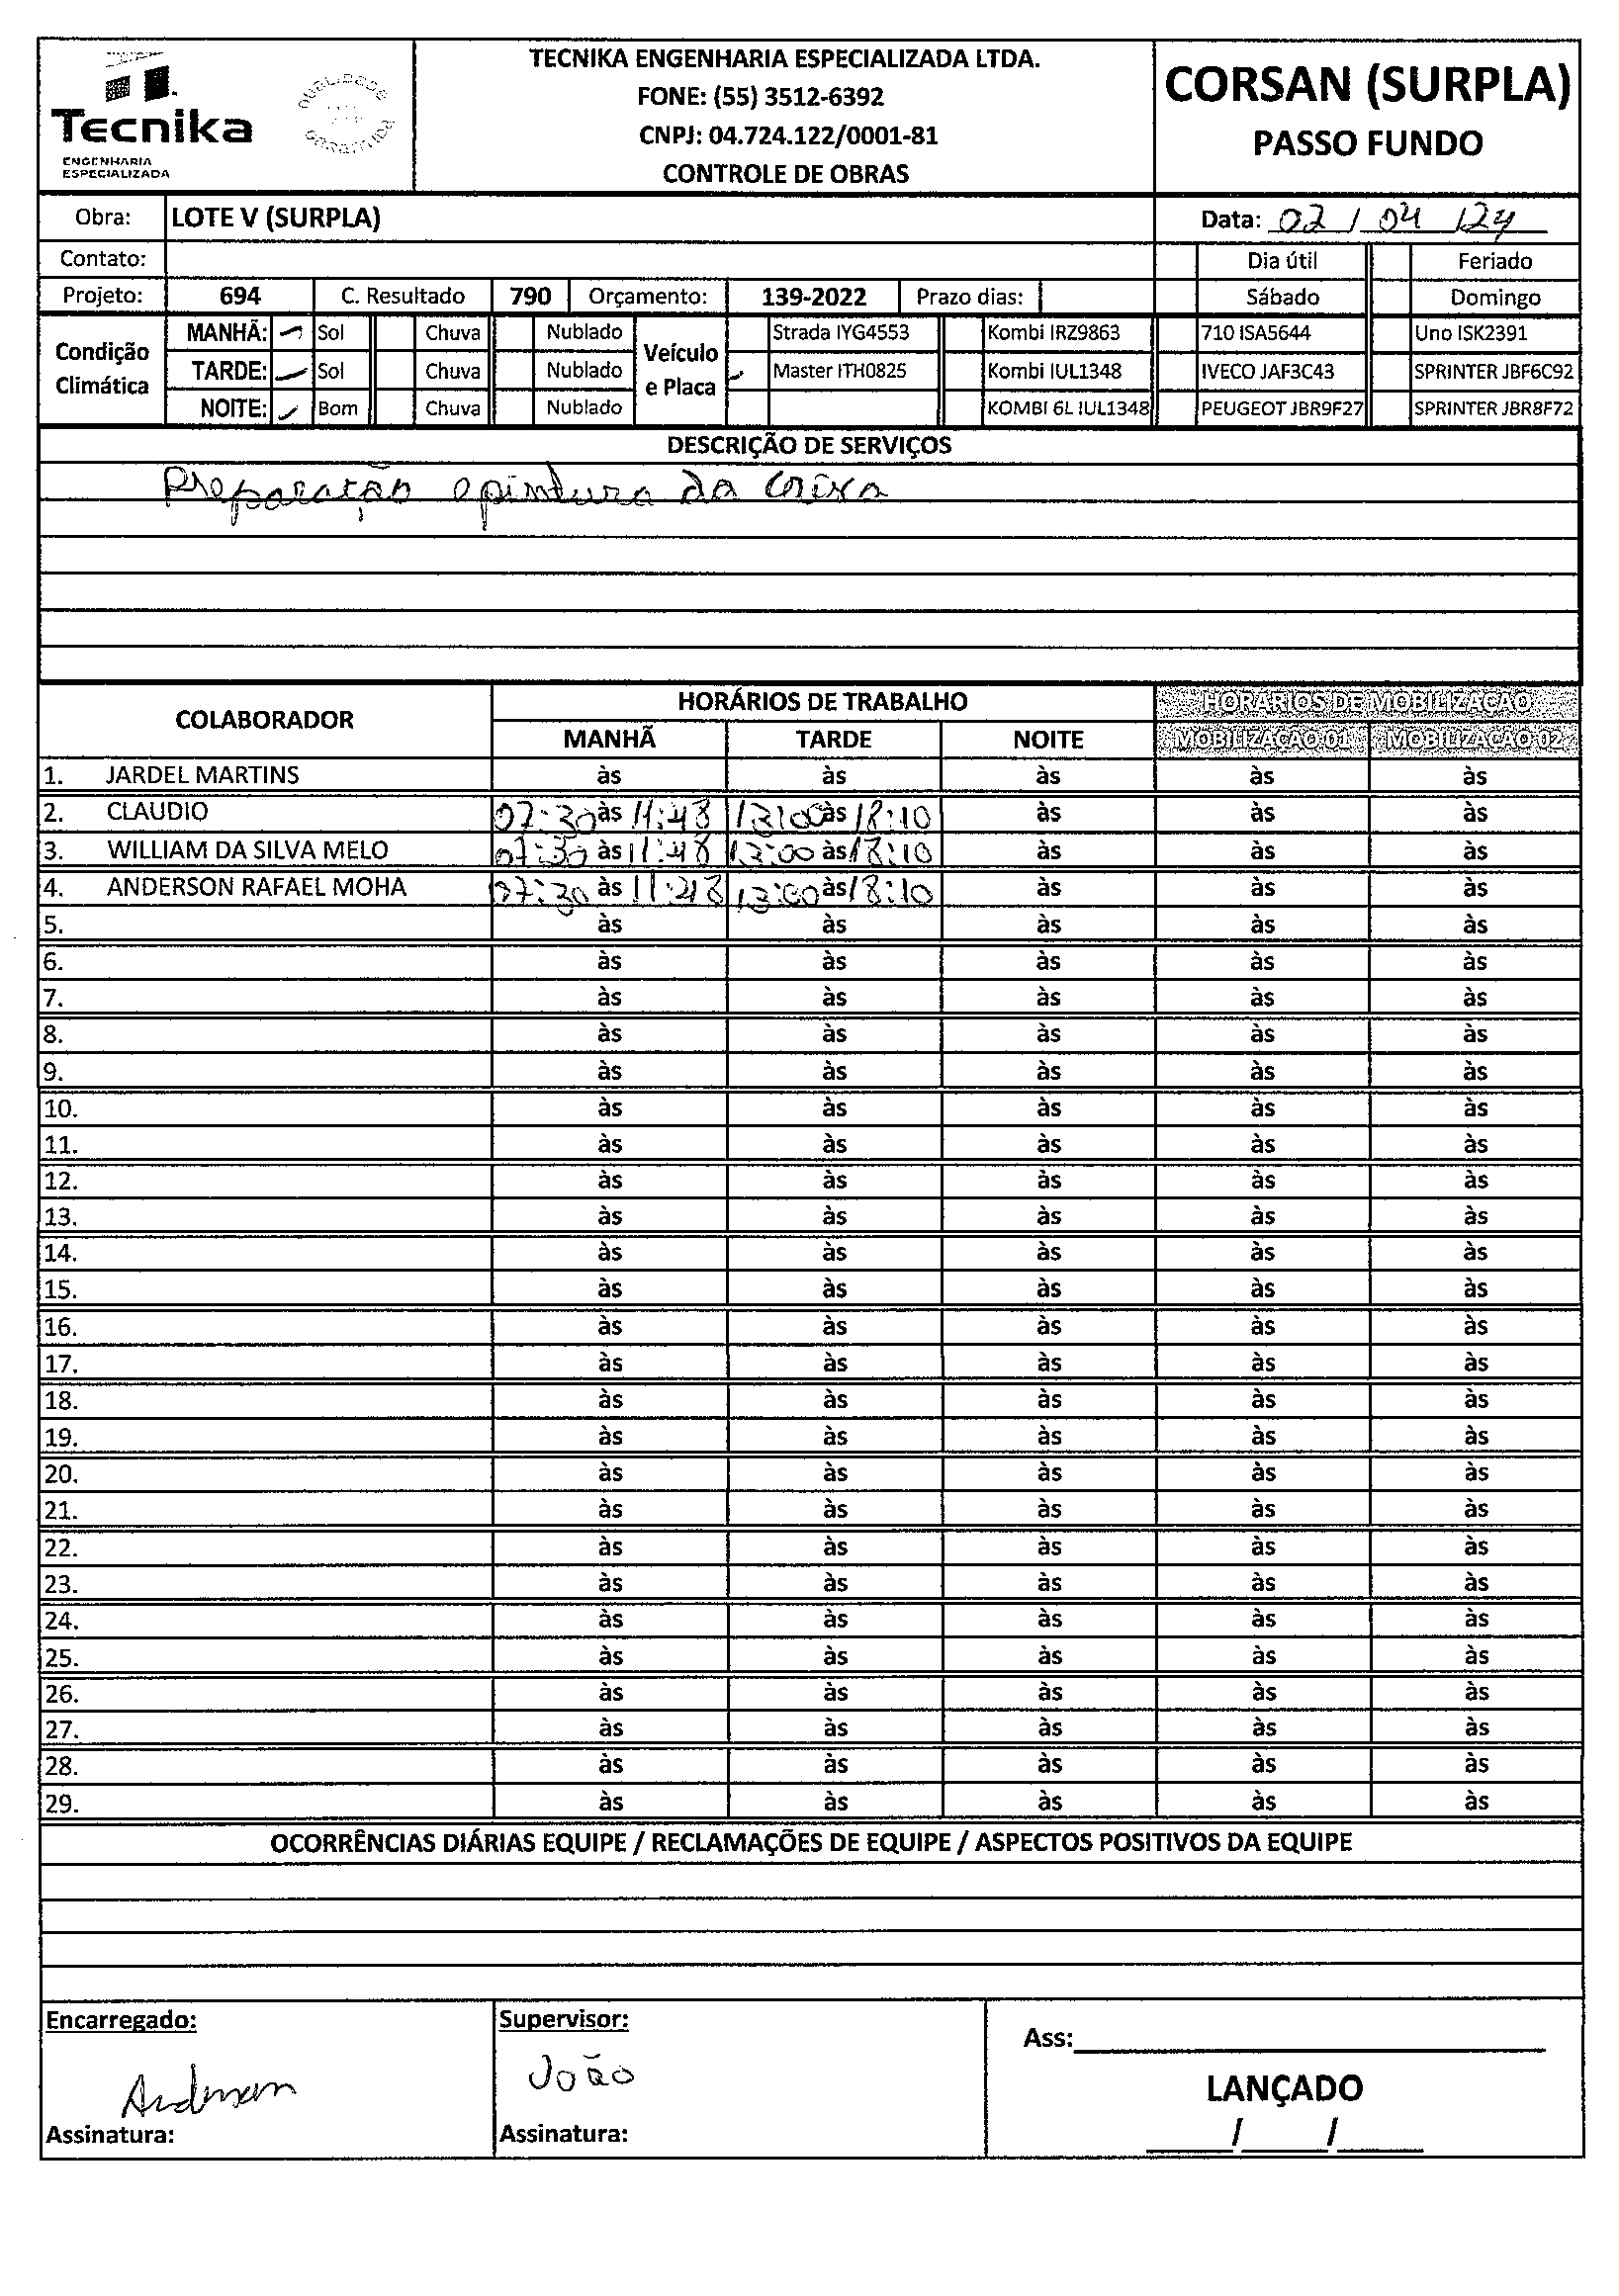 Tecnika
ENGENHARIA
ESPECIALIZADA
QUALIDADE
GARANTIDA
TECNIKA ENGENHARIA ESPECIALIZADA LTDA.
FONE: (55) 3512-6392
CNPJ: 04.724.122/0001-81
CONTROLE DE OBRAS
CORSAN (SURPLA)
PASSO FUNDO
Obra: LOTE V (SURPLA) Data: 02 / 04 / 24
Contato: Dia útil Feriado
Projeto: 694 C. Resultado 790 Orçamento: 139-2022 Prazo dias: Sábado Domingo
Condição Climática
MANHÃ: Sol Chuva Nublado
TARDE: Sol Chuva Nublado
NOITE: Bom Chuva Nublado
Veículo e Placa
Strada IYG4553 Kombi IRZ9863 710 ISA5644 Uno ISK2391
Master ITH0825 Kombi IUL1348 IVECO JAF3C43 SPRINTER JBF6C92
KOMBI 6L IUL1348 PEUGEOT JBR9F27 SPRINTER JBR8F72
DESCRIÇÃO DE SERVIÇOS
Preparação e pintura da caixa
COLABORADOR HORÁRIOS DE TRABALHO HORÁRIOS DE MOBILIZAÇÃO
MANHÃ TARDE NOITE MOBILIZAÇÃO 01 MOBILIZAÇÃO 02
1. JARDEL MARTINS às às às às às
2. CLAUDIO 07:30 às 11:48 13:00 às 18:10 às às às
3. WILLIAM DA SILVA MELO 07:30 às 11:48 13:00 às 18:10 às às às
4. ANDERSON RAFAEL MOHA 07:30 às 11:48 13:00 às 18:10 às às às
5. às às às às às
6. às às às às às
7. às às às às às
8. às às às às às
9. às às às às às
10. às às às às às
11. às às às às às
12. às às às às às
13. às às às às às
14. às às às às às
15. às às às às às
16. às às às às às
17. às às às às às
18. às às às às às
19. às às às às às
20. às às às às às
21. às às às às às
22. às às às às às
23. às às às às às
24. às às às às às
25. às às às às às
26. às às às às às
27. às às às às às
28. às às às às às
29. às às às às às
OCORRÊNCIAS DIÁRIAS EQUIPE / RECLAMAÇÕES DE EQUIPE / ASPECTOS POSITIVOS DA EQUIPE
Encarregado:
Anderson
Assinatura:
Supervisor:
João
Assinatura:
Ass:
LANÇADO
/ /